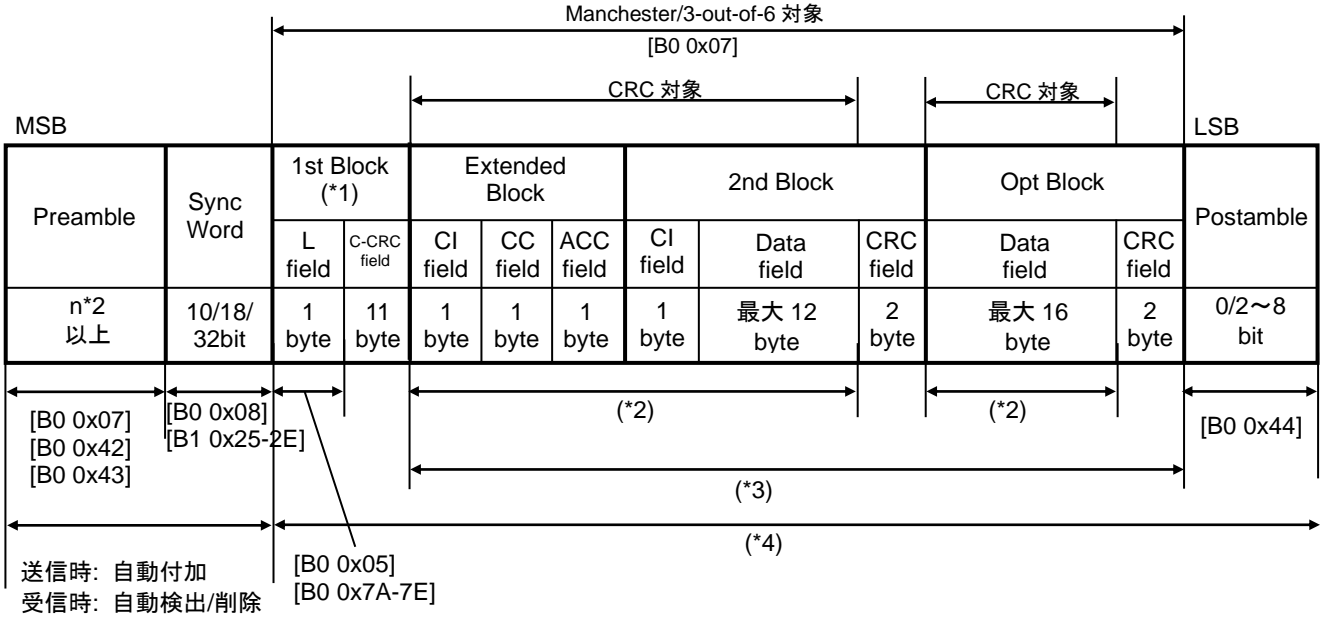 Manchester/3-out-of-6 対象
[B0 0x07]
CRC 対象
CRC 対象
MSB
LSB
Preamble
Sync
Word
1st Block
(*1)
Extended
Block
2nd Block
Opt Block
Postamble
L
field
C-CRC
field
CI
field
CC
field
ACC
field
CI
field
Data
field
CRC
field
Data
field
CRC
field
n*2
以上
10/18/
32bit
1
byte
11
byte
1
byte
1
byte
1
byte
1
byte
最大 12
byte
2
byte
最大 16
byte
2
byte
0/2~8
bit
[B0 0x07]
[B0 0x42]
[B0 0x43]
[B0 0x08]
[B1 0x25-2E]
(*2)
(*2)
[B0 0x44]
(*3)
(*4)
送信時: 自動付加
受信時: 自動検出/削除
[B0 0x05]
[B0 0x7A-7E]